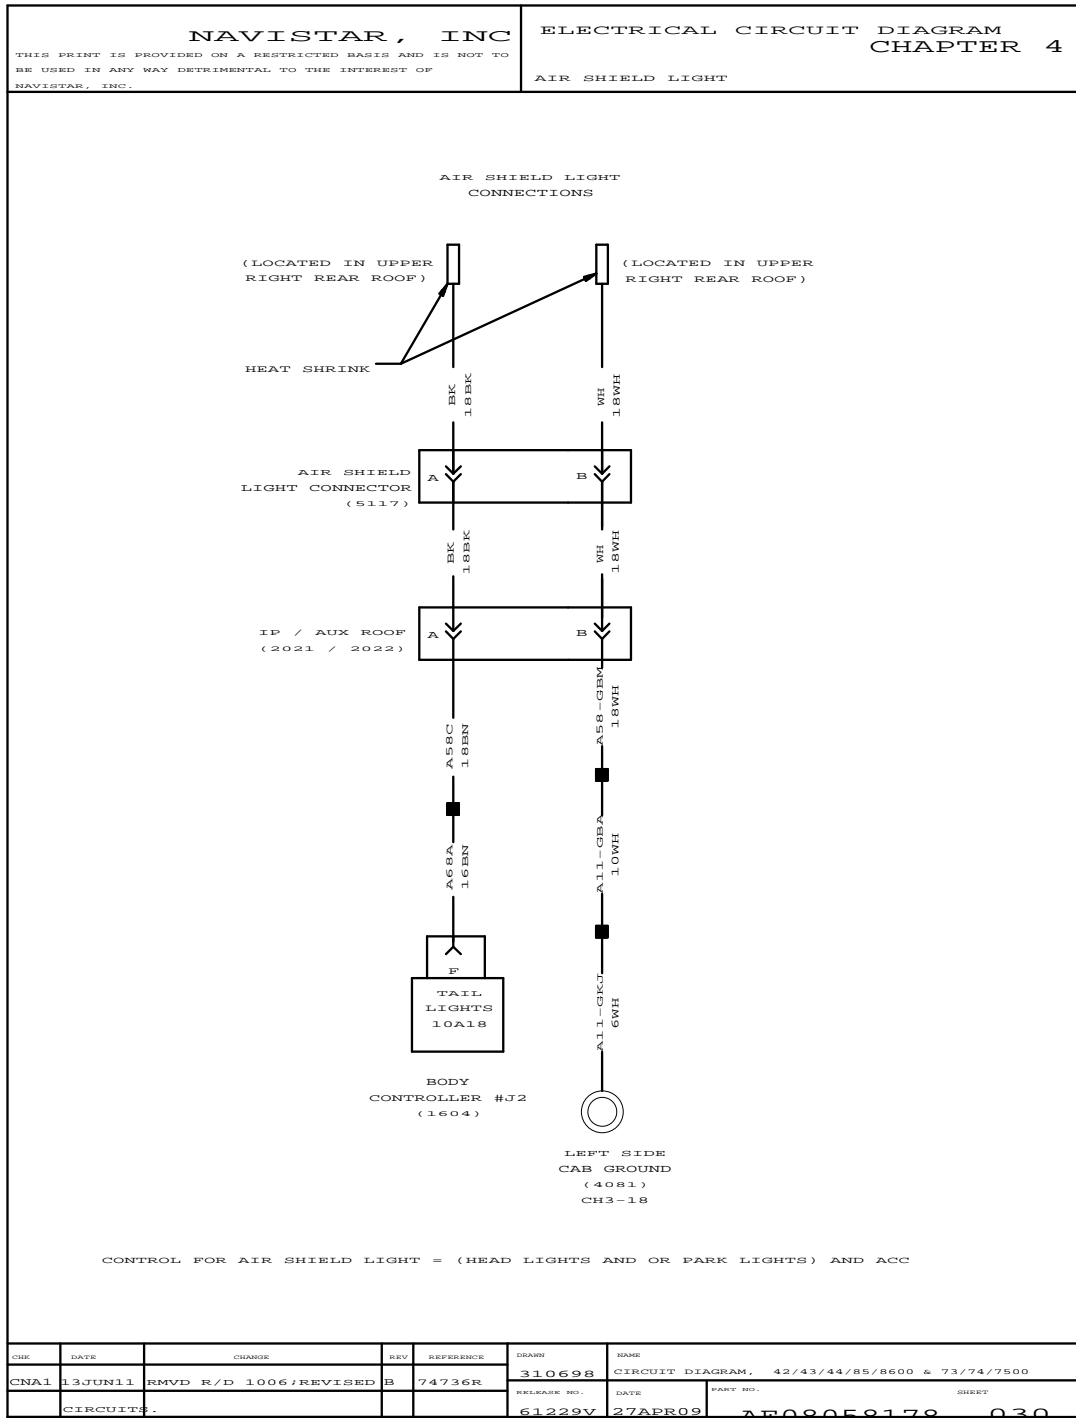 NAVISTAR, INC
THIS PRINT IS PROVIDED ON A RESTRICTED BASIS AND IS NOT TO
BE USED IN ANY WAY DETRIMENTAL TO THE INTEREST OF
NAVISTAR, INC.
ELECTRICAL CIRCUIT DIAGRAM
CHAPTER 4
AIR SHIELD LIGHT
AIR SHIELD LIGHT
CONNECTIONS
(LOCATED IN UPPER
RIGHT REAR ROOF)
(LOCATED IN UPPER
RIGHT REAR ROOF)
HEAT SHRINK
BK
18BK
WH
18WH
AIR SHIELD
LIGHT CONNECTOR
(5117)
A
B
BK
18BK
WH
18WH
IP / AUX ROOF
(2021 / 2022)
A
B
A58C
18BN
A58-GBM
18WH
A68A
16BN
A11-GBA
10WH
A11-GKJ
6WH
F
TAIL
LIGHTS
10A18
BODY
CONTROLLER #J2
(1604)
LEFT SIDE
CAB GROUND
(4081)
CH3-18
CONTROL FOR AIR SHIELD LIGHT = (HEAD LIGHTS AND OR PARK LIGHTS) AND ACC
CHK DATE CHANGE REV REFERENCE
CNA1 13JUN11 RMVD R/D 1006;REVISED B 74736R
CIRCUITS.
DRAWN
310698
NAME
CIRCUIT DIAGRAM, 42/43/44/85/8600 & 73/74/7500
RELEASE NO.
61229V
DATE
27APR09
PART NO.
AF08058178
SHEET
030